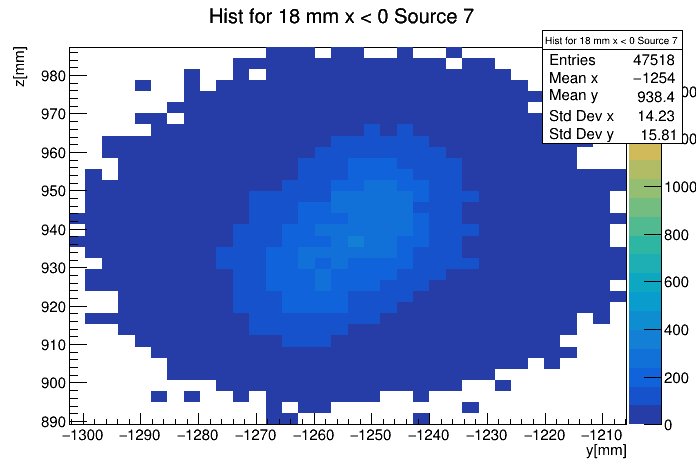 Hist for 18 mm x < 0 Source 7
Hist for 18 mm x < 0 Source 7
Entries 47518
Mean x −1254
Mean y 938.4
Std Dev x 14.23
Std Dev y 15.81
z[mm]
980
970
960
950
940
930
920
910
900
890
−1300 −1290 −1280 −1270 −1260 −1250 −1240 −1230 −1220 −1210
y[mm]
1000
800
600
400
200
0